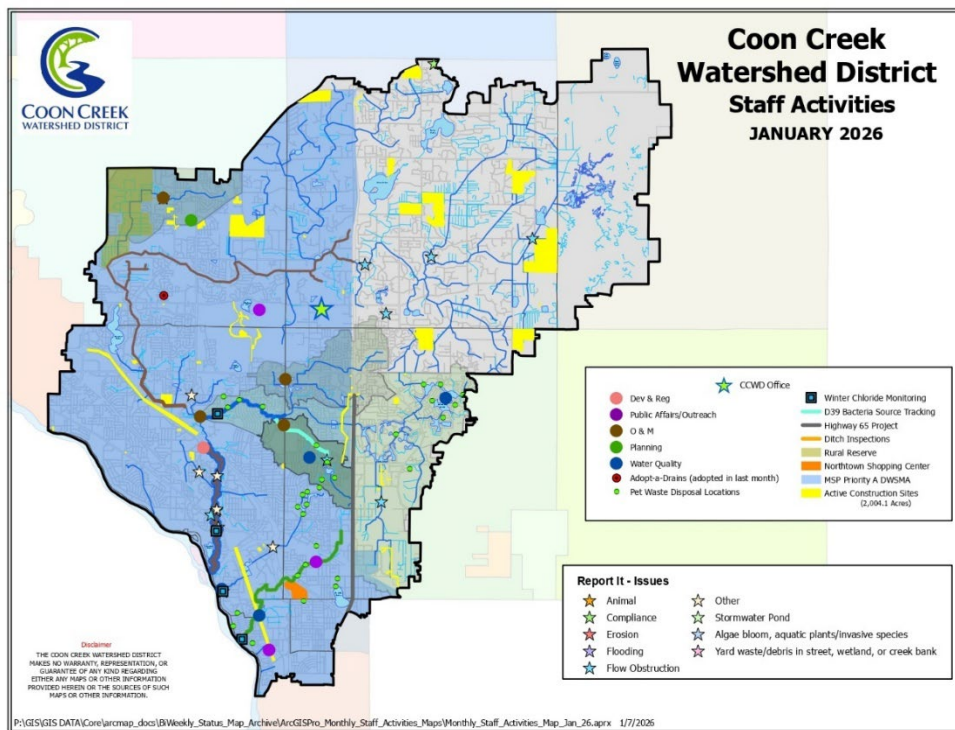 COON CREEK
WATERSHED DISTRICT
Coon Creek
Watershed District
Staff Activities
JANUARY 2026
CCWD Office
Dev & Reg
Public Affairs/Outreach
O & M
Planning
Water Quality
Adopt-a-Drains (adopted in last month)
Pet Waste Disposal Locations
Winter Chloride Monitoring
D39 Bacteria Source Tracking
Highway 65 Project
Ditch Inspections
Rural Reserve
Northtown Shopping Center
MSP Priority A DWSMA
Active Construction Sites
(2,004.1 Acres)
Report It - Issues
Animal
Compliance
Erosion
Flooding
Flow Obstruction
Other
Stormwater Pond
Algae bloom, aquatic plants/invasive species
Yard waste/debris in street, wetland, or creek bank
Disclaimer
THE COON CREEK WATERSHED DISTRICT
MAKES NO WARRANTY, REPRESENTATION, OR
GUARANTEE OF ANY KIND REGARDING
EITHER ANY MAPS OR OTHER INFORMATION
PROVIDED HEREIN OR THE SOURCES OF SUCH
MAPS OR OTHER INFORMATION.
P:\GIS\GIS DATA\Core\arcmap_docs\BiWeekly_Status_Map_Archive\ArcGISPro_Monthly_Staff_Activities_Maps\Monthly_Staff_Activities_Map_Jan_26.aprx 1/7/2026